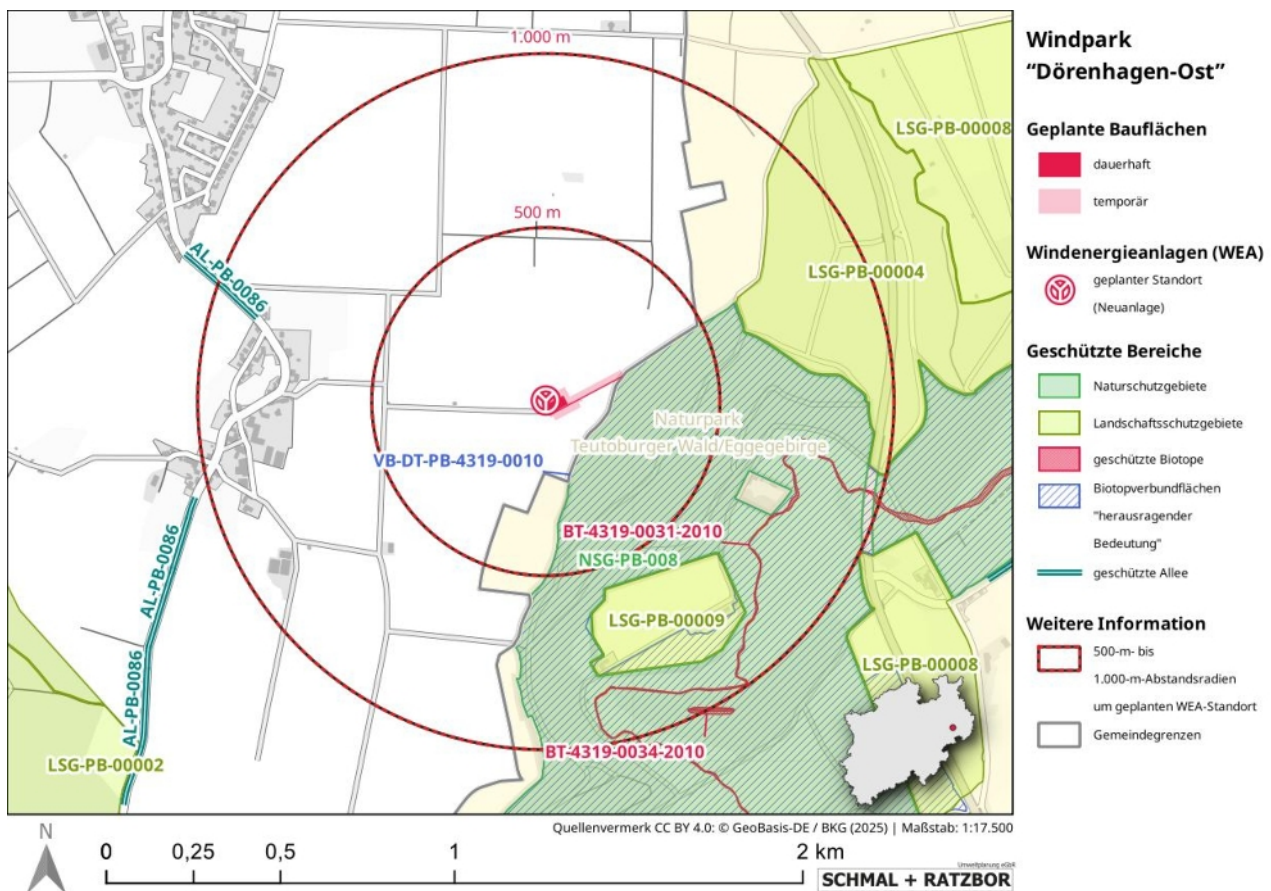 1.000 m
500 m
LSG-PB-00008
LSG-PB-00004
AL-PB-0086
Naturpark
Teutoburger Wald/Eggegebirge
VB-DT-PB-4319-0010
BT-4319-0031-2010
NSG-PB-008
LSG-PB-00009
AL-PB-0086
LSG-PB-00008
AL-PB-0086
BT-4319-0034-2010
LSG-PB-00002
Windpark
“Dörenhagen-Ost”
Geplante Bauflächen
dauerhaft
temporär
Windenergieanlagen (WEA)
geplanter Standort
(Neuanlage)
Geschützte Bereiche
Naturschutzgebiete
Landschaftsschutzgebiete
geschützte Biotope
Biotopverbundflächen
"herausragender
Bedeutung"
geschützte Allee
Weitere Information
500-m- bis
1.000-m-Abstandsradien
um geplanten WEA-Standort
Gemeindegrenzen
Quellenvermerk CC BY 4.0: © GeoBasis-DE / BKG (2025) | Maßstab: 1:17.500
N
0 0,25 0,5 1 2 km
Umweltplanung eGbR
SCHMAL + RATZBOR